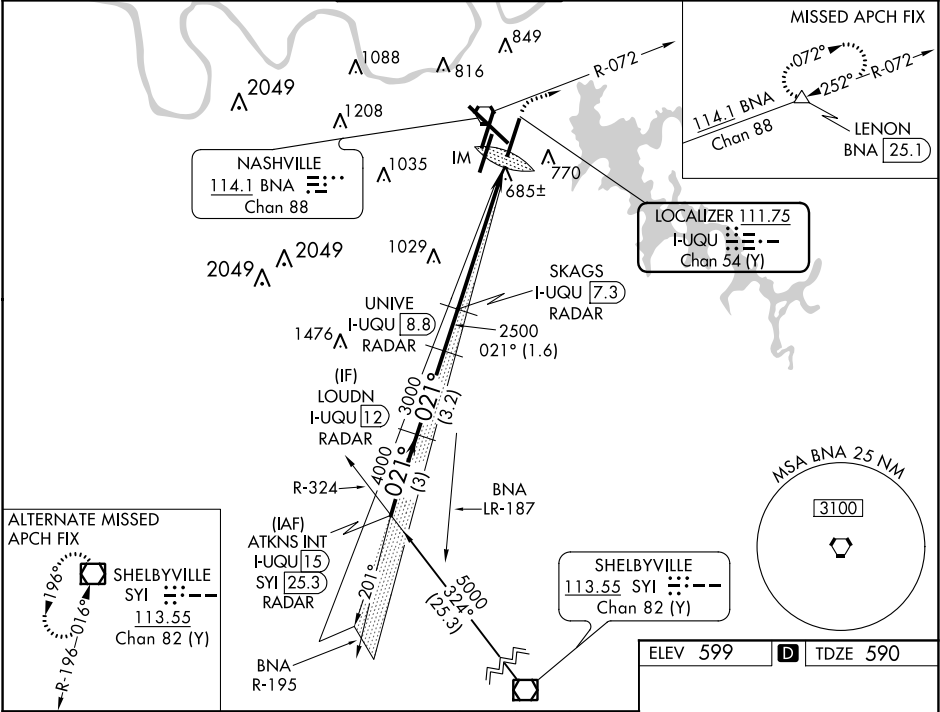 MISSED APCH FIX
072°
252°
R-072
114.1 BNA
Chan 88
LENON
BNA 25.1
849
1088
816
R-072
2049
1208
NASHVILLE
114.1 BNA
Chan 88
1035
IM
770
685±
LOCALIZER 111.75
I-UQU
Chan 54 (Y)
2049
2049
1029
SKAGS
I-UQU 7.3
RADAR
UNIVE
I-UQU 8.8
RADAR
2500
021° (1.6)
1476
(IF)
LOUDN
I-UQU 12
RADAR
3000
021°
(3.2)
4000
021°
(3)
R-324
BNA
LR-187
(IAF)
ATKNS INT
I-UQU 15
SYI 25.3
RADAR
201°
BNA
R-195
5000
324°
(25.3)
SHELBYVILLE
113.55 SYI
Chan 82 (Y)
MSA BNA 25 NM
3100
ALTERNATE MISSED
APCH FIX
196°
R-196
016°
SHELBYVILLE
SYI
113.55
Chan 82 (Y)
ELEV 599 D TDZE 590